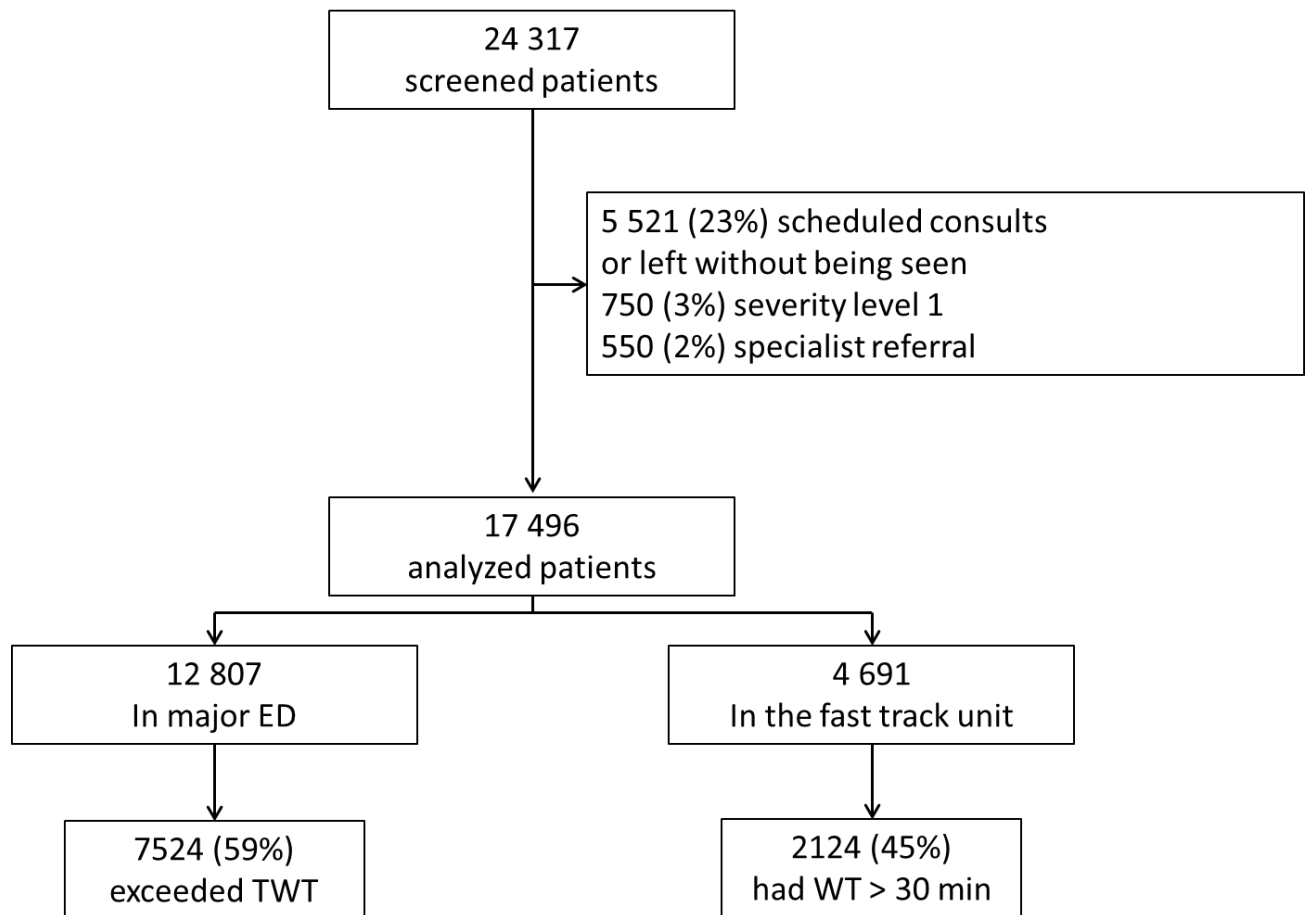 24 317
screened patients
5 521 (23%) scheduled consults
or left without being seen
750 (3%) severity level 1
550 (2%) specialist referral
17 496
analyzed patients
12 807
In major ED
4 691
In the fast track unit
7524 (59%)
exceeded TWT
2124 (45%)
had WT > 30 min